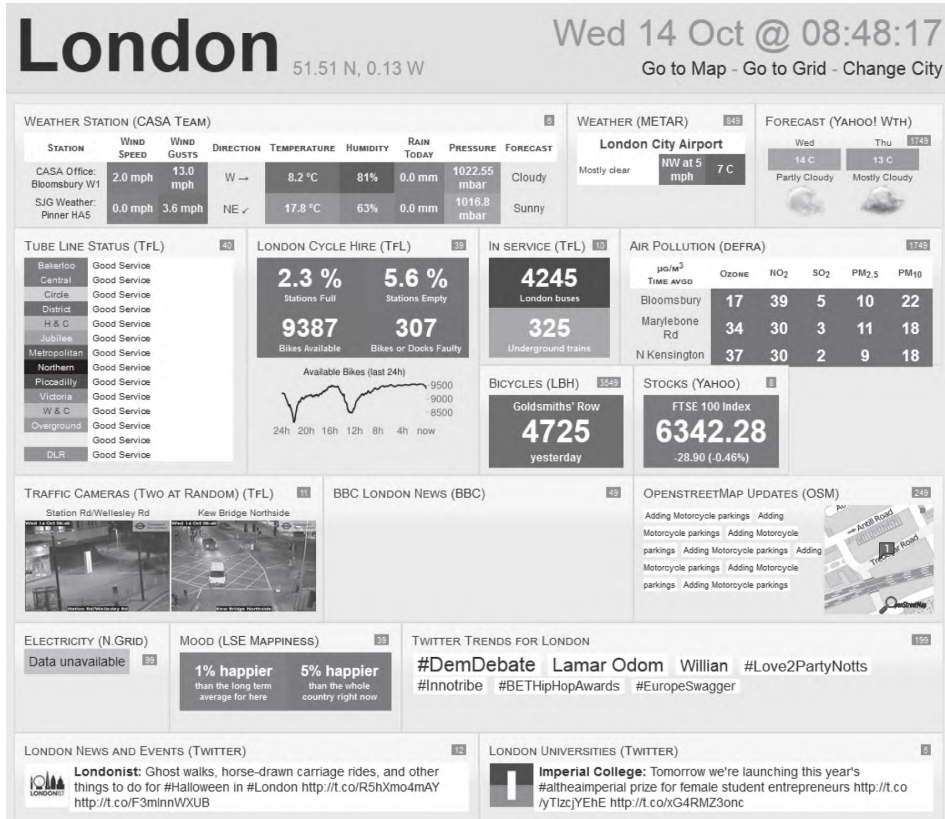 London
51.51 N, 0.13 W
Wed 14 Oct @ 08:48:17
Go to Map - Go to Grid - Change City
WEATHER STATION (CASA TEAM)
STATION WIND SPEED WIND GUSTS DIRECTION TEMPERATURE HUMIDITY RAIN TODAY PRESSURE FORECAST
CASA Office: Bloomsbury W1 2.0 mph 13.0 mph W → 8.2 °C 81% 0.0 mm 1022.55 mbar Cloudy
SJG Weather: Pinner HA5 0.0 mph 3.6 mph NE ↙ 17.8 °C 63% 0.0 mm 1016.8 mbar Sunny
WEATHER (METAR) 849
London City Airport
Mostly clear NW at 5 mph 7 C
FORECAST (YAHOO! WTH) 1749
Wed Thu
14 C 13 C
Partly Cloudy Mostly Cloudy
TUBE LINE STATUS (TFL) 40
Bakerloo Good Service
Central Good Service
Circle Good Service
District Good Service
H & C Good Service
Jubilee Good Service
Metropolitan Good Service
Northern Good Service
Piccadilly Good Service
Victoria Good Service
W & C Good Service
Overground Good Service
Good Service
DLR Good Service
LONDON CYCLE HIRE (TFL) 39
2.3 % 5.6 %
Stations Full Stations Empty
9387 307
Bikes Available Bikes or Docks Faulty
Available Bikes (last 24h)
9500
9000
8500
24h 20h 16h 12h 8h 4h now
IN SERVICE (TFL) 10
4245
London buses
325
Underground trains
AIR POLLUTION (DEFRA) 1749
µG/M3 TIME AVGD OZONE NO2 SO2 PM2.5 PM10
Bloomsbury 17 39 5 10 22
Marylebone Rd 34 30 3 11 18
N Kensington 37 30 2 9 18
BICYCLES (LBH) 3549
Goldsmiths' Row
4725
yesterday
STOCKS (YAHOO)
FTSE 100 Index
6342.28
-28.90 (-0.46%)
TRAFFIC CAMERAS (TWO AT RANDOM) (TFL) 11
Station Rd/Wellesley Rd Kew Bridge Northside
Station Rd/Wellesley Rd Kew Bridge Northside
BBC LONDON NEWS (BBC) 49
OPENSTREETMAP UPDATES (OSM) 249
Adding Motorcycle parkings Adding
Motorcycle parkings Adding Motorcycle
parkings Adding Motorcycle parkings Adding
Motorcycle parkings Adding Motorcycle
parkings Adding Motorcycle parkings
Antill Road
1
Tredegar Road
OpenStreetMap
ELECTRICITY (N.GRID)
Data unavailable 99
MOOD (LSE MAPPINESS) 39
1% happier 5% happier
than the long term than the whole
average for here country right now
TWITTER TRENDS FOR LONDON 199
#DemDebate Lamar Odom Willian #Love2PartyNotts
#Innotribe #BETHipHopAwards #EuropeSwagger
LONDON NEWS AND EVENTS (TWITTER) 12
LONDONIST
Londonist: Ghost walks, horse-drawn carriage rides, and other
things to do for #Halloween in #London http://t.co/R5hXmo4mAY
http://t.co/F3mlnnWXUB
LONDON UNIVERSITIES (TWITTER) 5
Imperial College: Tomorrow we're launching this year's
#altheaimperial prize for female student entrepreneurs http://t.co
/yTlzcjYEhE http://t.co/xG4RMZ3onc